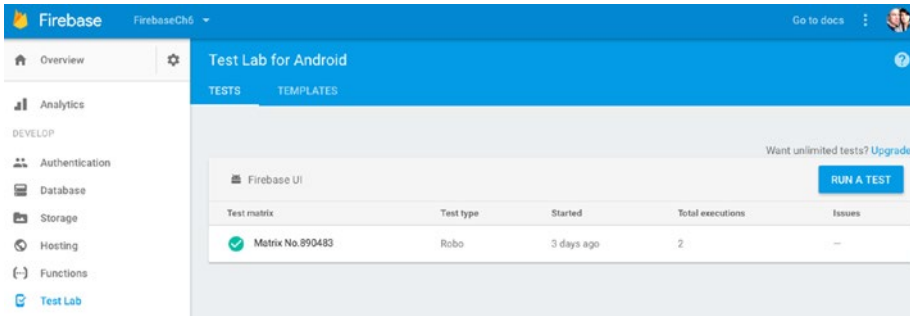 Firebase
FirebaseCh6
Go to docs
Overview
Test Lab for Android
TESTS
TEMPLATES
Analytics
DEVELOP
Authentication
Database
Storage
Hosting
Functions
Test Lab
Want unlimited tests? Upgrade
Firebase UI
RUN A TEST
Test matrix
Test type
Started
Total executions
Issues
Matrix No.890483
Robo
3 days ago
2
—